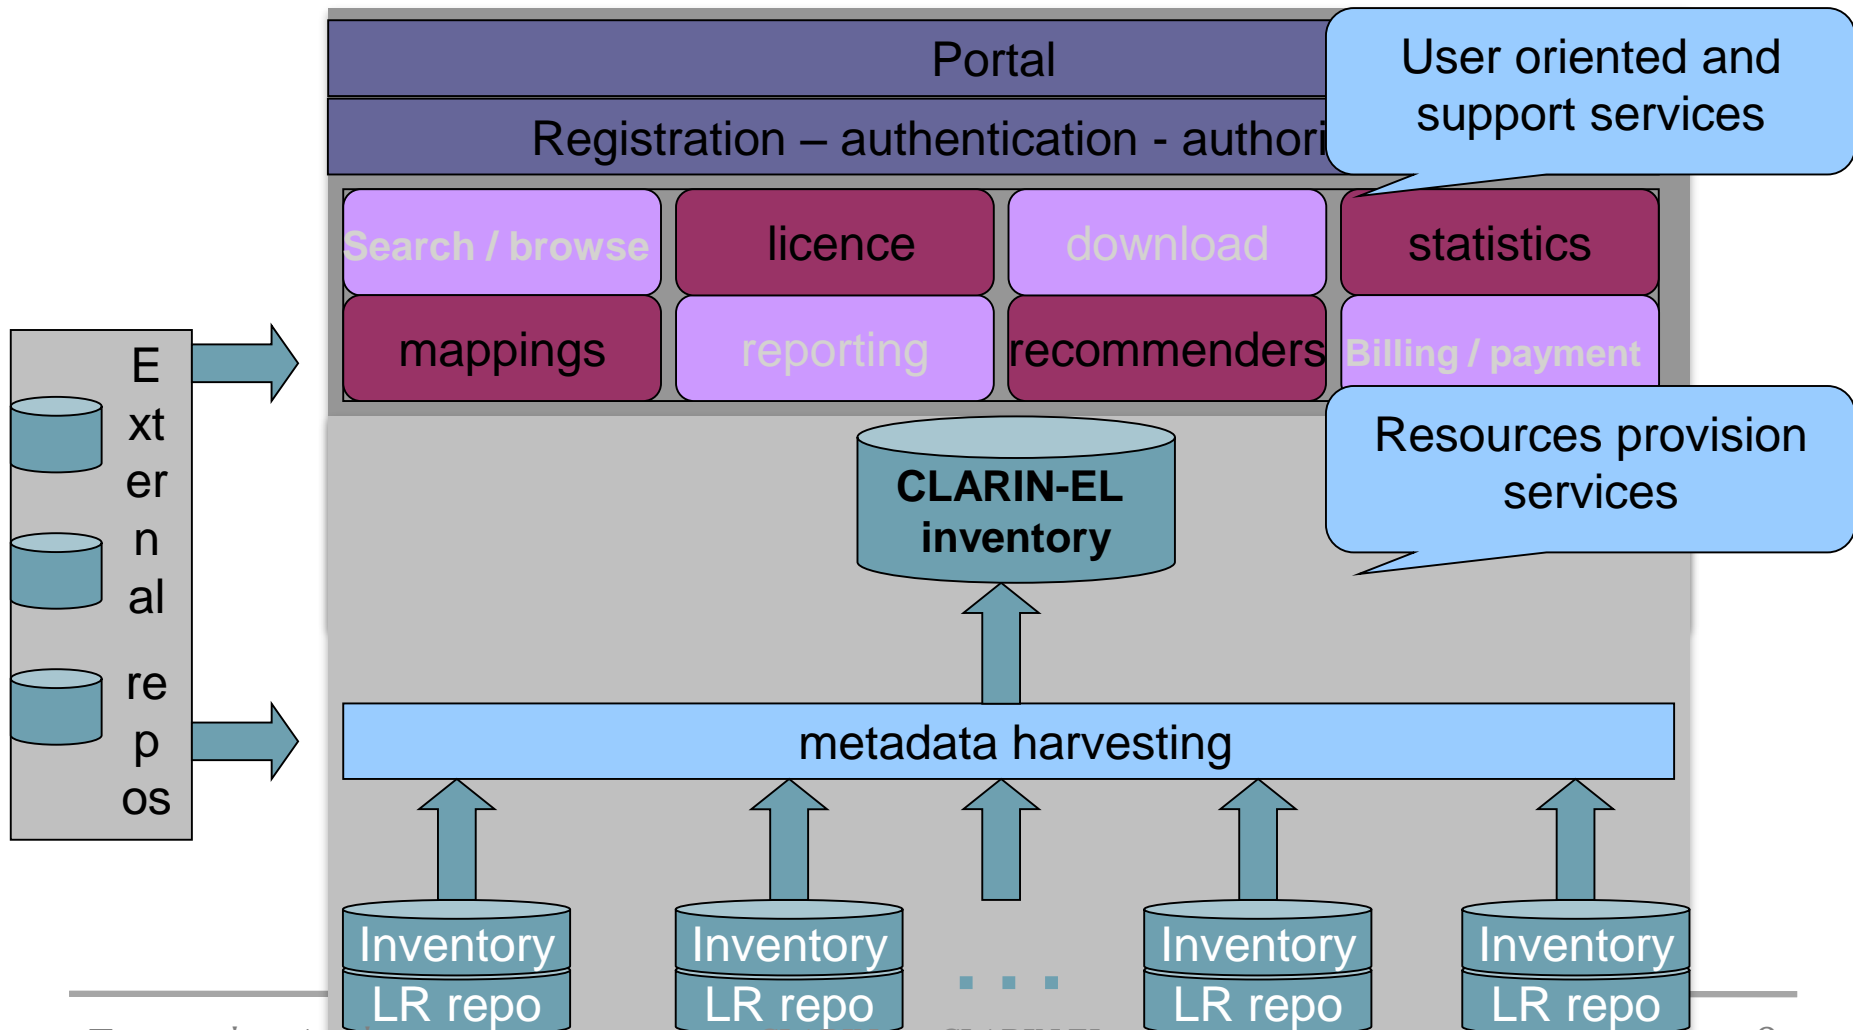 Portal
User oriented and
support services
Registration – authentication - authori
Search / browse
licence
download
statistics
mappings
reporting
recommenders
Billing / payment
E
xt
er
n
al
re
p
os
CLARIN-EL
inventory
Resources provision
services
metadata harvesting
Inventory
Inventory
Inventory
Inventory
LR repo
LR repo
...
LR repo
LR repo